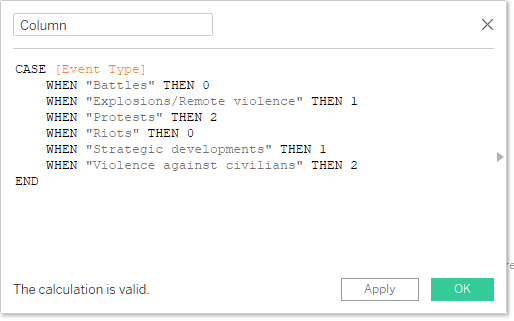 Column
CASE [Event Type]
WHEN "Battles" THEN 0
WHEN "Explosions/Remote violence" THEN 1
WHEN "Protests" THEN 2
WHEN "Riots" THEN 0
WHEN "Strategic developments" THEN 1
WHEN "Violence against civilians" THEN 2
END
The calculation is valid.
Apply
OK